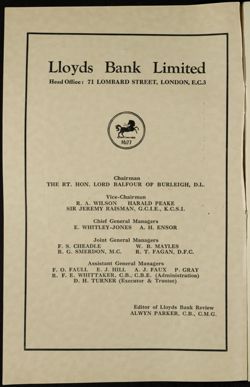 Lloyds Bank Limited
Head Office: 71 LOMBARD STREET, LONDON, E.C.3
1677
Chairman
THE RT. HON. LORD BALFOUR OF BURLEIGH, D.L.
Vice-Chairman
R. A. WILSON HARALD PEAKE
SIR JEREMY RAISMAN, G.C.I.E., K.C.S.I.
Chief General Managers
E. WHITLEY-JONES A. H. ENSOR
Joint General Managers
F. S. CHEADLE W. B. MAYLES
B. G. SMERDON, M.C. R. T. FAGAN, D.F.C.
Assistant General Managers
F. O. FAULL E. J. HILL A. J. FAUX P. GRAY
R. F. E. WHITTAKER, C.B., C.B.E. (Administration)
D. H. TURNER (Executor & Trustee)
Editor of Lloyds Bank Review
ALWYN PARKER, C.B., C.M.G.